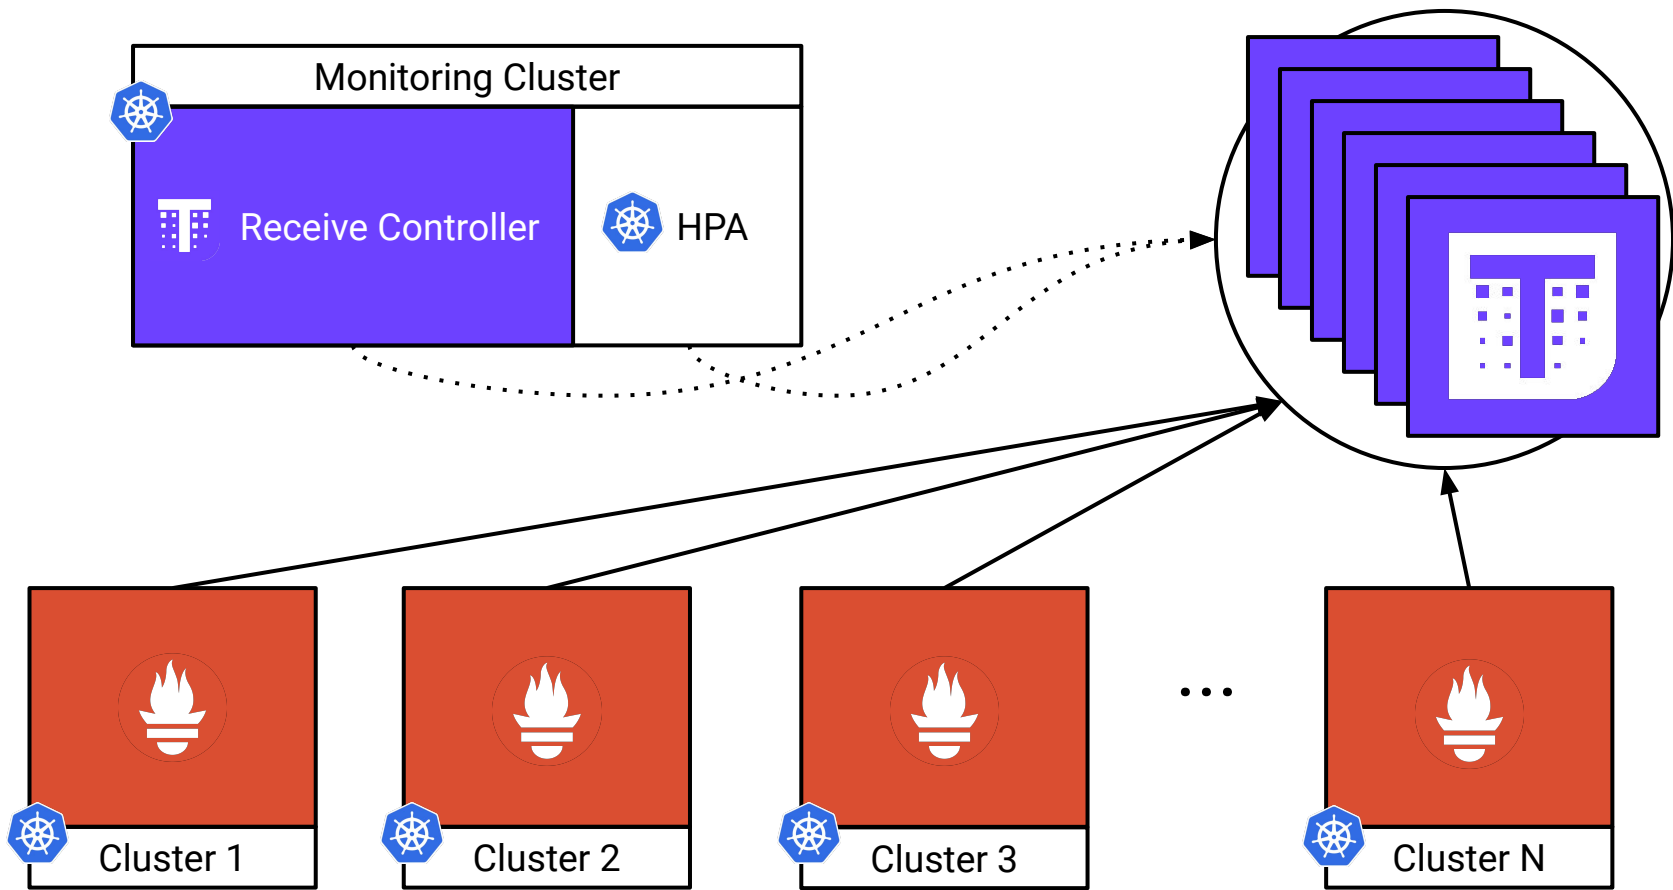 Monitoring Cluster
Receive Controller
HPA
...
Cluster 1
Cluster 2
Cluster 3
Cluster N